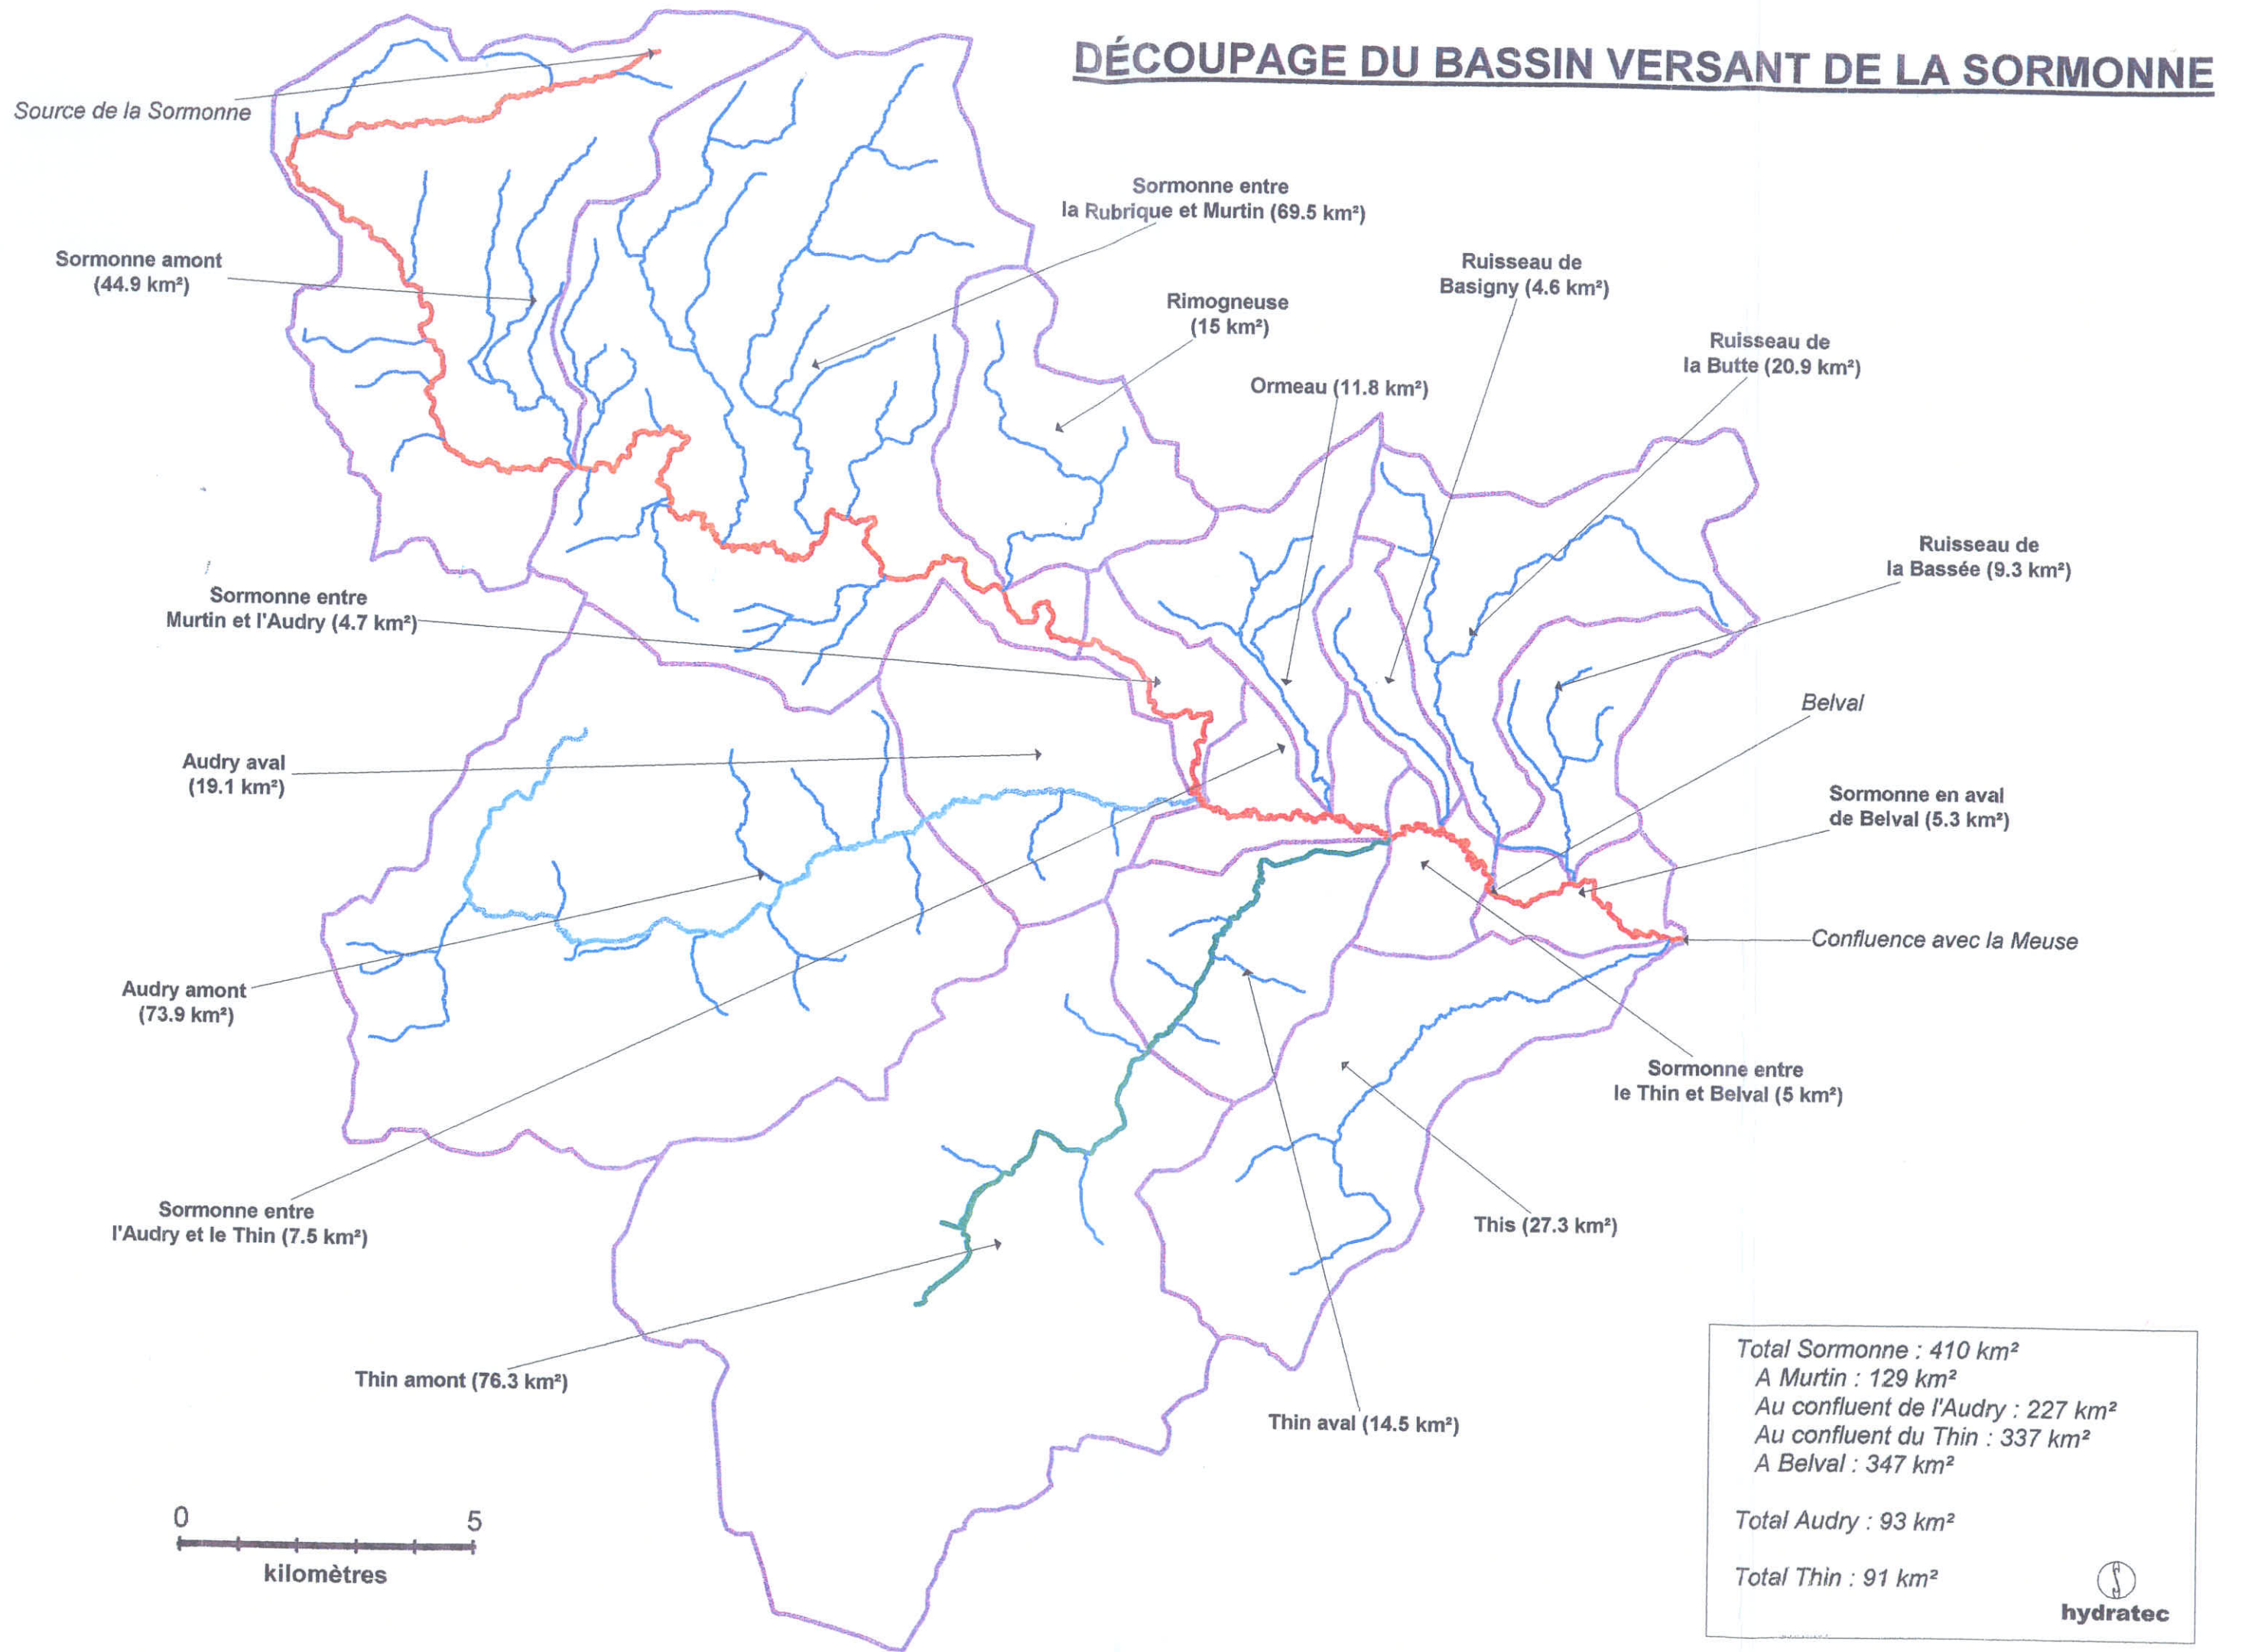 DÉCOUPAGE DU BASSIN VERSANT DE LA SORMONNE
Source de la Sormonne
Sormonne entre
la Rubrique et Murtin (69.5 km²)
Sormonne amont
(44.9 km²)
Ruisseau de
Basigny (4.6 km²)
Rimogneuse
(15 km²)
Ruisseau de
la Butte (20.9 km²)
Ormeau (11.8 km²)
Ruisseau de
la Bassée (9.3 km²)
Sormonne entre
Murtin et l'Audry (4.7 km²)
Belval
Audry aval
(19.1 km²)
Sormonne en aval
de Belval (5.3 km²)
Confluence avec la Meuse
Audry amont
(73.9 km²)
Sormonne entre
le Thin et Belval (5 km²)
Sormonne entre
l'Audry et le Thin (7.5 km²)
This (27.3 km²)
Thin amont (76.3 km²)
Thin aval (14.5 km²)
Total Sormonne : 410 km²
A Murtin : 129 km²
Au confluent de l'Audry : 227 km²
Au confluent du Thin : 337 km²
A Belval : 347 km²
Total Audry : 93 km²
Total Thin : 91 km²
hydratec
0 5
kilomètres